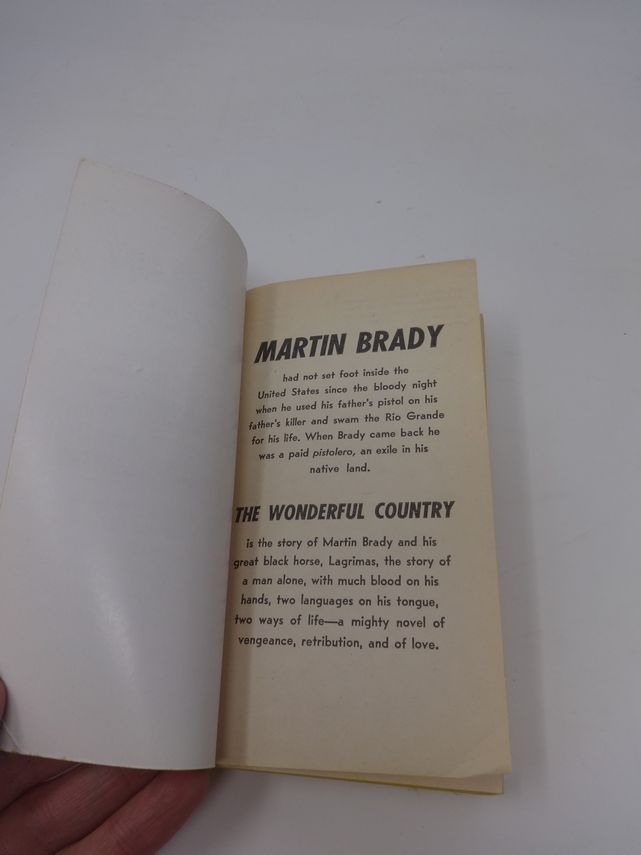 MARTIN BRADY
had not set foot inside the
United States since the bloody night
when he used his father's pistol on his
father's killer and swam the Rio Grande
for his life. When Brady came back he
was a paid pistolero, an exile in his
native land.
THE WONDERFUL COUNTRY
is the story of Martin Brady and his
great black horse, Lagrimas, the story of
a man alone, with much blood on his
hands, two languages on his tongue,
two ways of life—a mighty novel of
vengeance, retribution, and of love.